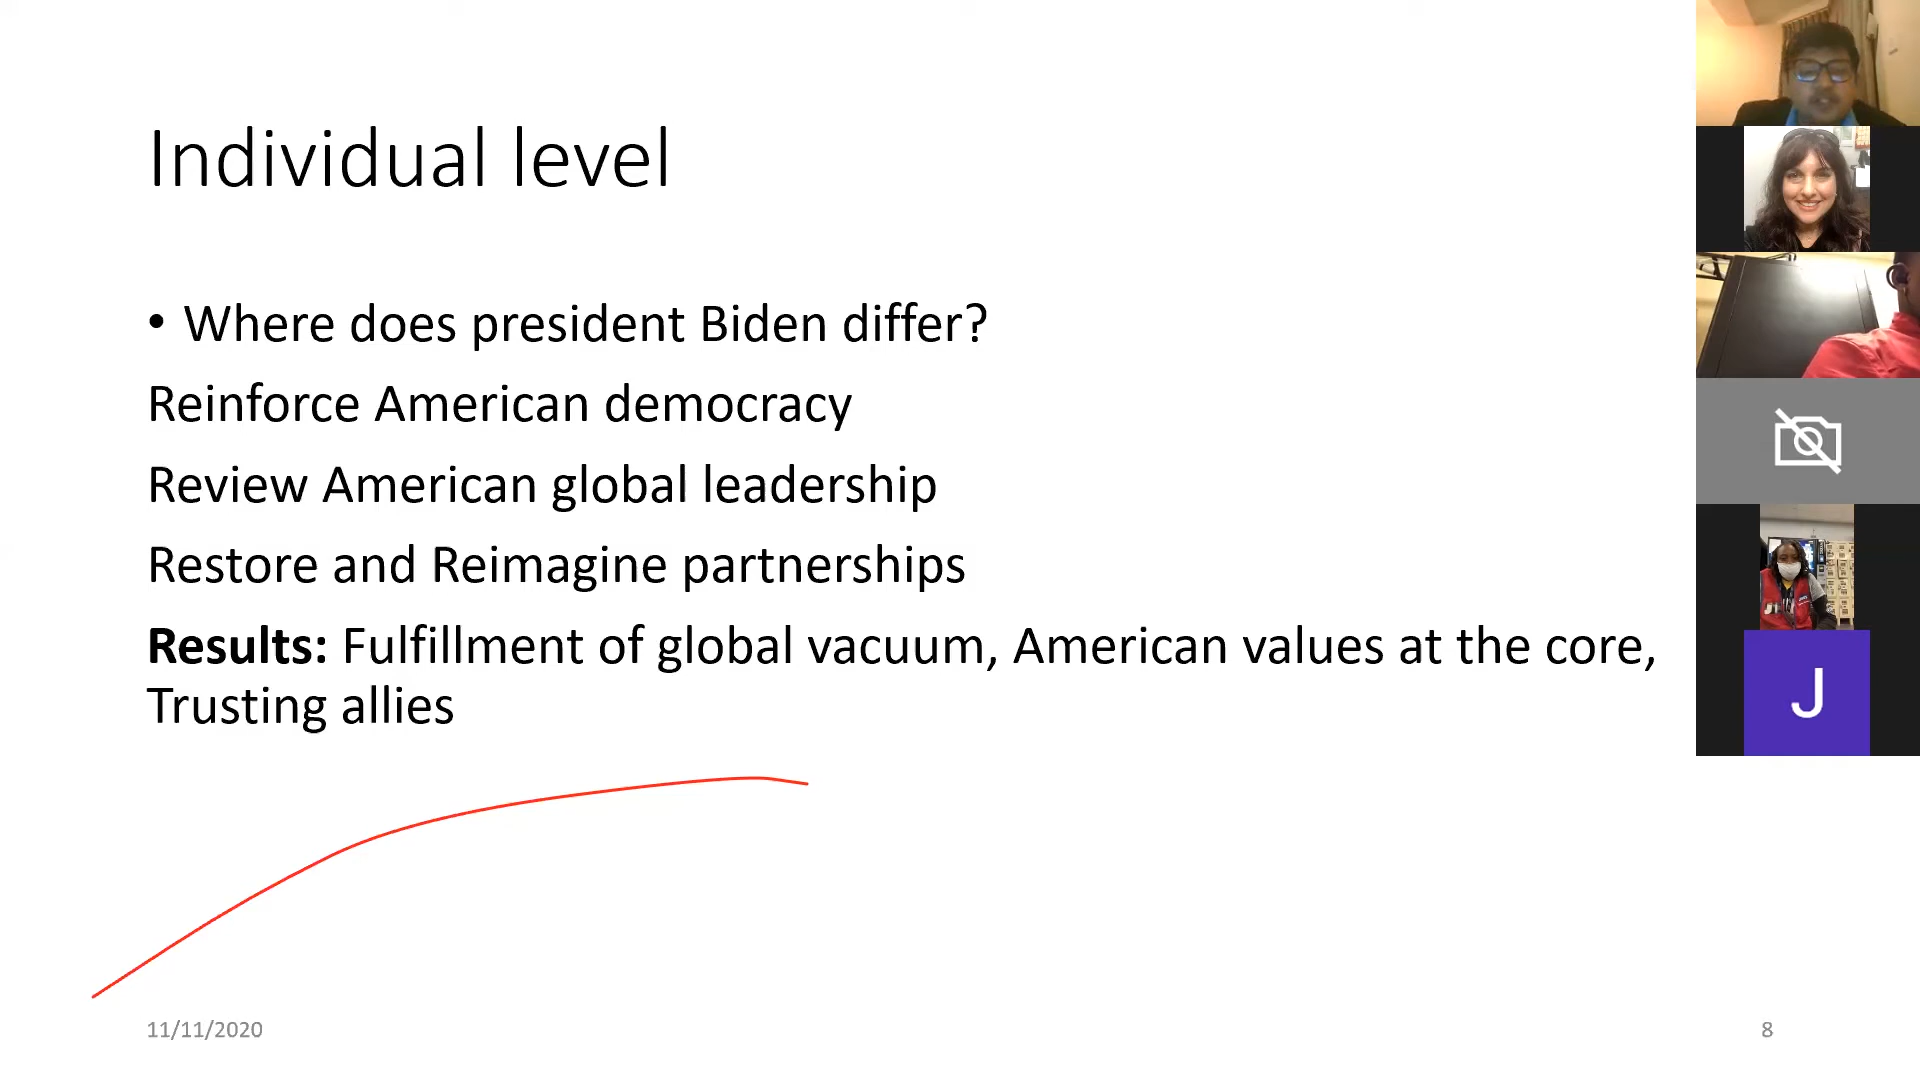 Individual level
• Where does president Biden differ?
Reinforce American democracy
Review American global leadership
Restore and Reimagine partnerships
Results: Fulfillment of global vacuum, American values at the core,
Trusting allies
11/11/2020
8
J